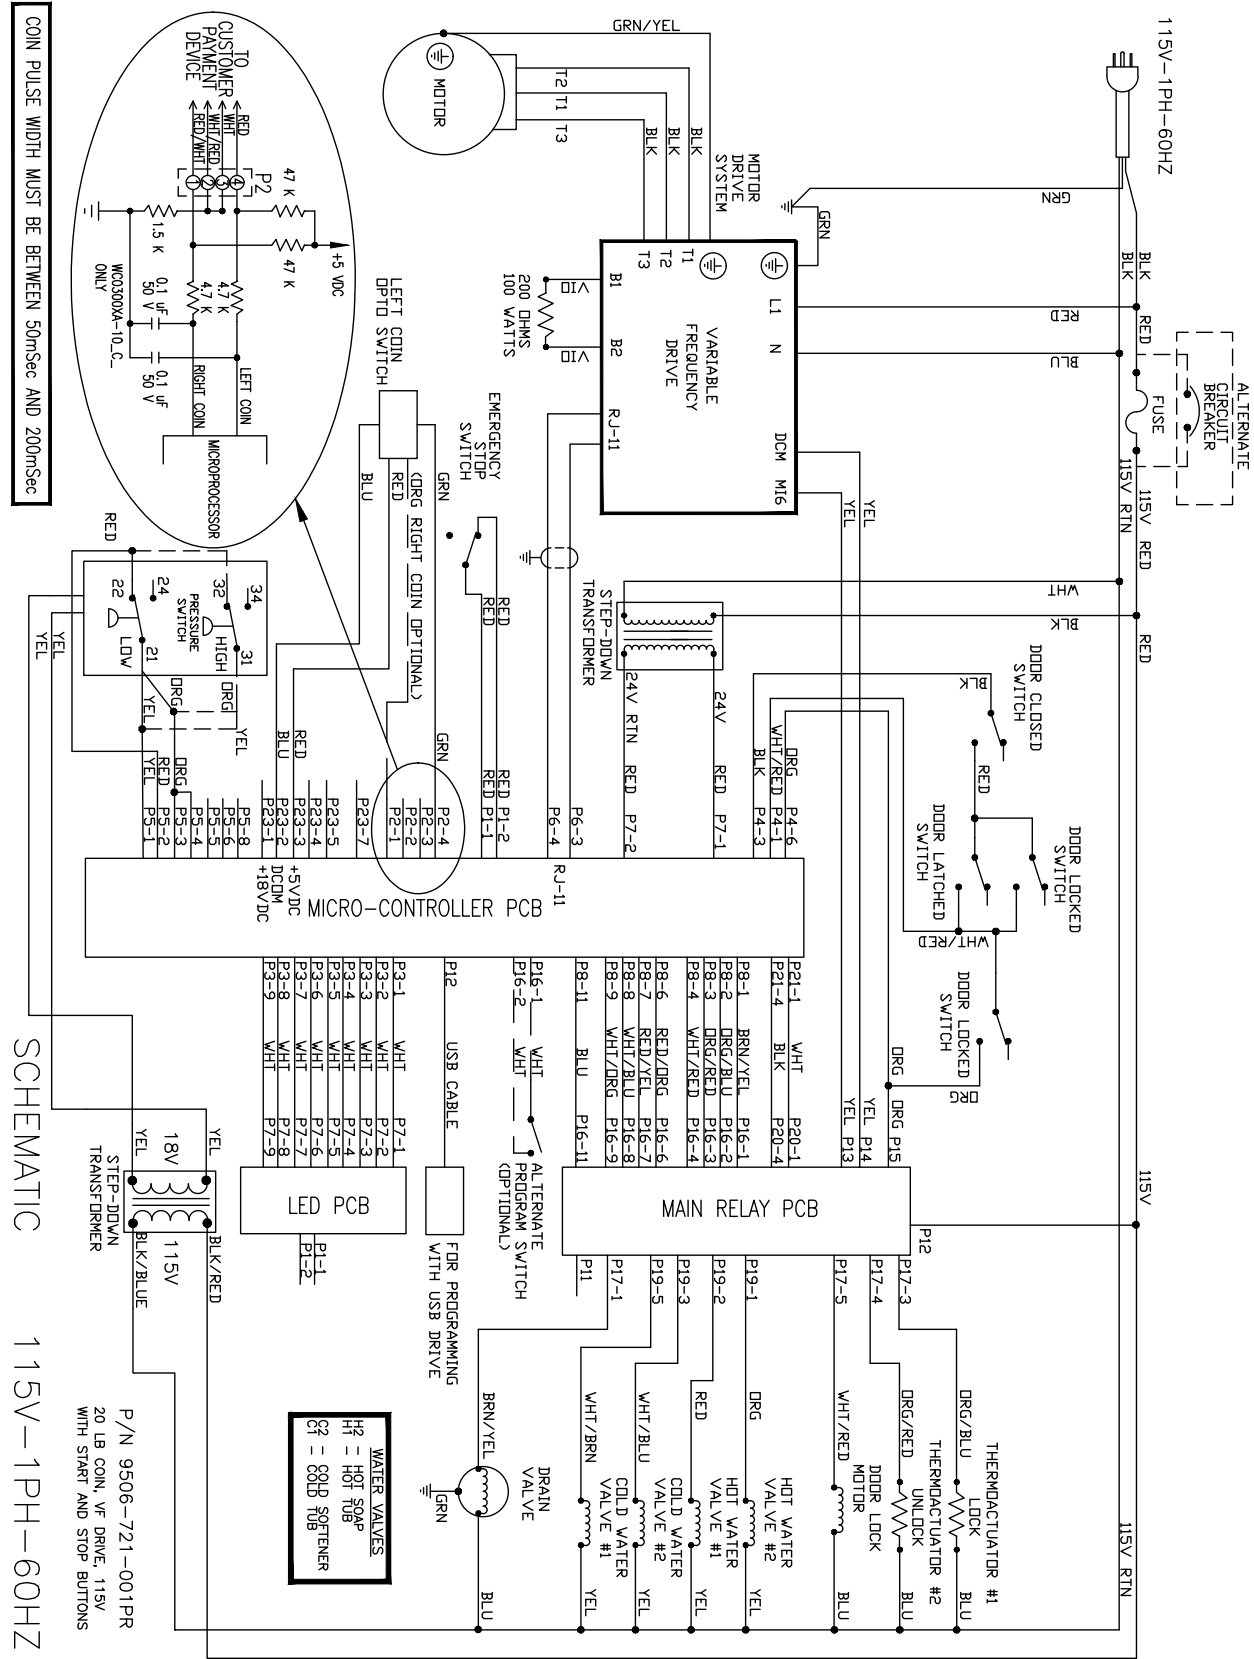 115V-1PH-60HZ
GRN
BLK
BLK
RED
RED
BLU
ALTERNATE
CIRCUIT
BREAKER
FUSE
115V RTN
115V
RED
WHT
BLK
RED
115V
115V RTN
GRN/YEL
MOTOR
T2
T1
T3
BLK
BLK
BLK
MOTOR
DRIVE
SYSTEM
GRN
T1
T2
T3
L1
N
VARIABLE
FREQUENCY
DRIVE
B1
B2
VIO
VIO
200 OHMS
100 WATTS
RJ-11
DCM
MI6
YEL
YEL
STEP-DOWN
TRANSFORMER
24V
24V RTN
RED
RED
P7-1
P7-2
DOOR CLOSED
SWITCH
BLK
RED
DOOR LATCHED
SWITCH
DOOR LOCKED
SWITCH
WHT/RED
DOOR LOCKED
SWITCH
ORG
ORG
ORG
WHT/RED
BLK
P4-6
P4-1
P4-3
TO
CUSTOMER
PAYMENT
DEVICE
RED
WHT
WHT/RED
RED/WHT
P2
4
3
2
1
47 K
47 K
+5 VDC
1.5 K
4.7 K
4.7 K
0.1 uF
50 V
0.1 uF
50 V
WC0300XA-10_C_
ONLY
LEFT COIN
RIGHT COIN
MICROPROCESSOR
COIN PULSE WIDTH MUST BE BETWEEN 50mSec AND 200mSec
LEFT COIN
OPTO SWITCH
GRN
(ORG RIGHT COIN OPTIONAL)
RED
BLU
EMERGENCY
STOP
SWITCH
RED
RED
RED
RED
P1-2
P1-1
GRN
RED
BLU
RED
PRESSURE
SWITCH
34
32
31
HIGH
24
22
21
LOW
ORG
ORG
YEL
YEL
YEL
RED
ORG
YEL
YEL
P6-3
P6-4
P2-4
P2-3
P2-2
P2-1
P23-7
P23-5
P23-4
P23-3
P23-2
P23-1
P5-8
P5-6
P5-5
P5-4
P5-3
P5-2
P5-1
RJ-11
+5VDC
DCOM
+18VDC
MICRO-CONTROLLER PCB
P21-1 WHT P20-1
P21-4 BLK P20-4
P8-1 BRN/YEL P16-1
P8-2 ORG/BLU P16-2
P8-3 ORG/RED P16-3
P8-4 WHT/RED P16-4
P8-6 RED/ORG P16-6
P8-7 RED/YEL P16-7
P8-8 WHT/BLU P16-8
P8-9 WHT/ORG P16-9
P8-11 BLU P16-11
P16-1 WHT
P16-2 WHT
ALTERNATE
PROGRAM SWITCH
(OPTIONAL)
P12 USB CABLE
FOR PROGRAMMING
WITH USB DRIVE
P3-1 WHT P7-1
P3-2 WHT P7-2
P3-3 WHT P7-3
P3-4 WHT P7-4
P3-5 WHT P7-5
P3-6 WHT P7-6
P3-7 WHT P7-7
P3-8 WHT P7-8
P3-9 WHT P7-9
LED PCB
P1-1
P1-2
ORG P15
YEL P14
YEL P13
MAIN RELAY PCB
P12
P17-3
P17-4
P17-5
P19-1
P19-2
P19-3
P19-5
P17-1
P11
ORG/BLU
THERMOACTUATOR #1
LOCK
BLU
ORG/RED
THERMOACTUATOR #2
UNLOCK
BLU
WHT/RED
DOOR LOCK
MOTOR
BLU
ORG
HOT WATER
VALVE #2
YEL
RED
HOT WATER
VALVE #1
YEL
WHT/BLU
COLD WATER
VALVE #2
YEL
WHT/BRN
COLD WATER
VALVE #1
YEL
BRN/YEL
DRAIN
VALVE
GRN
BLU
WATER VALVES
H2 - HOT SOAP
H1 - HOT TUB
C2 - COLD SOFTENER
C1 - COLD TUB
YEL
YEL
18V
STEP-DOWN
TRANSFORMER
115V
BLK/RED
BLK/BLUE
P/N 9506-721-001PR
20 LB COIN, VF DRIVE, 115V
WITH START AND STOP BUTTONS
SCHEMATIC 115V-1PH-60HZ